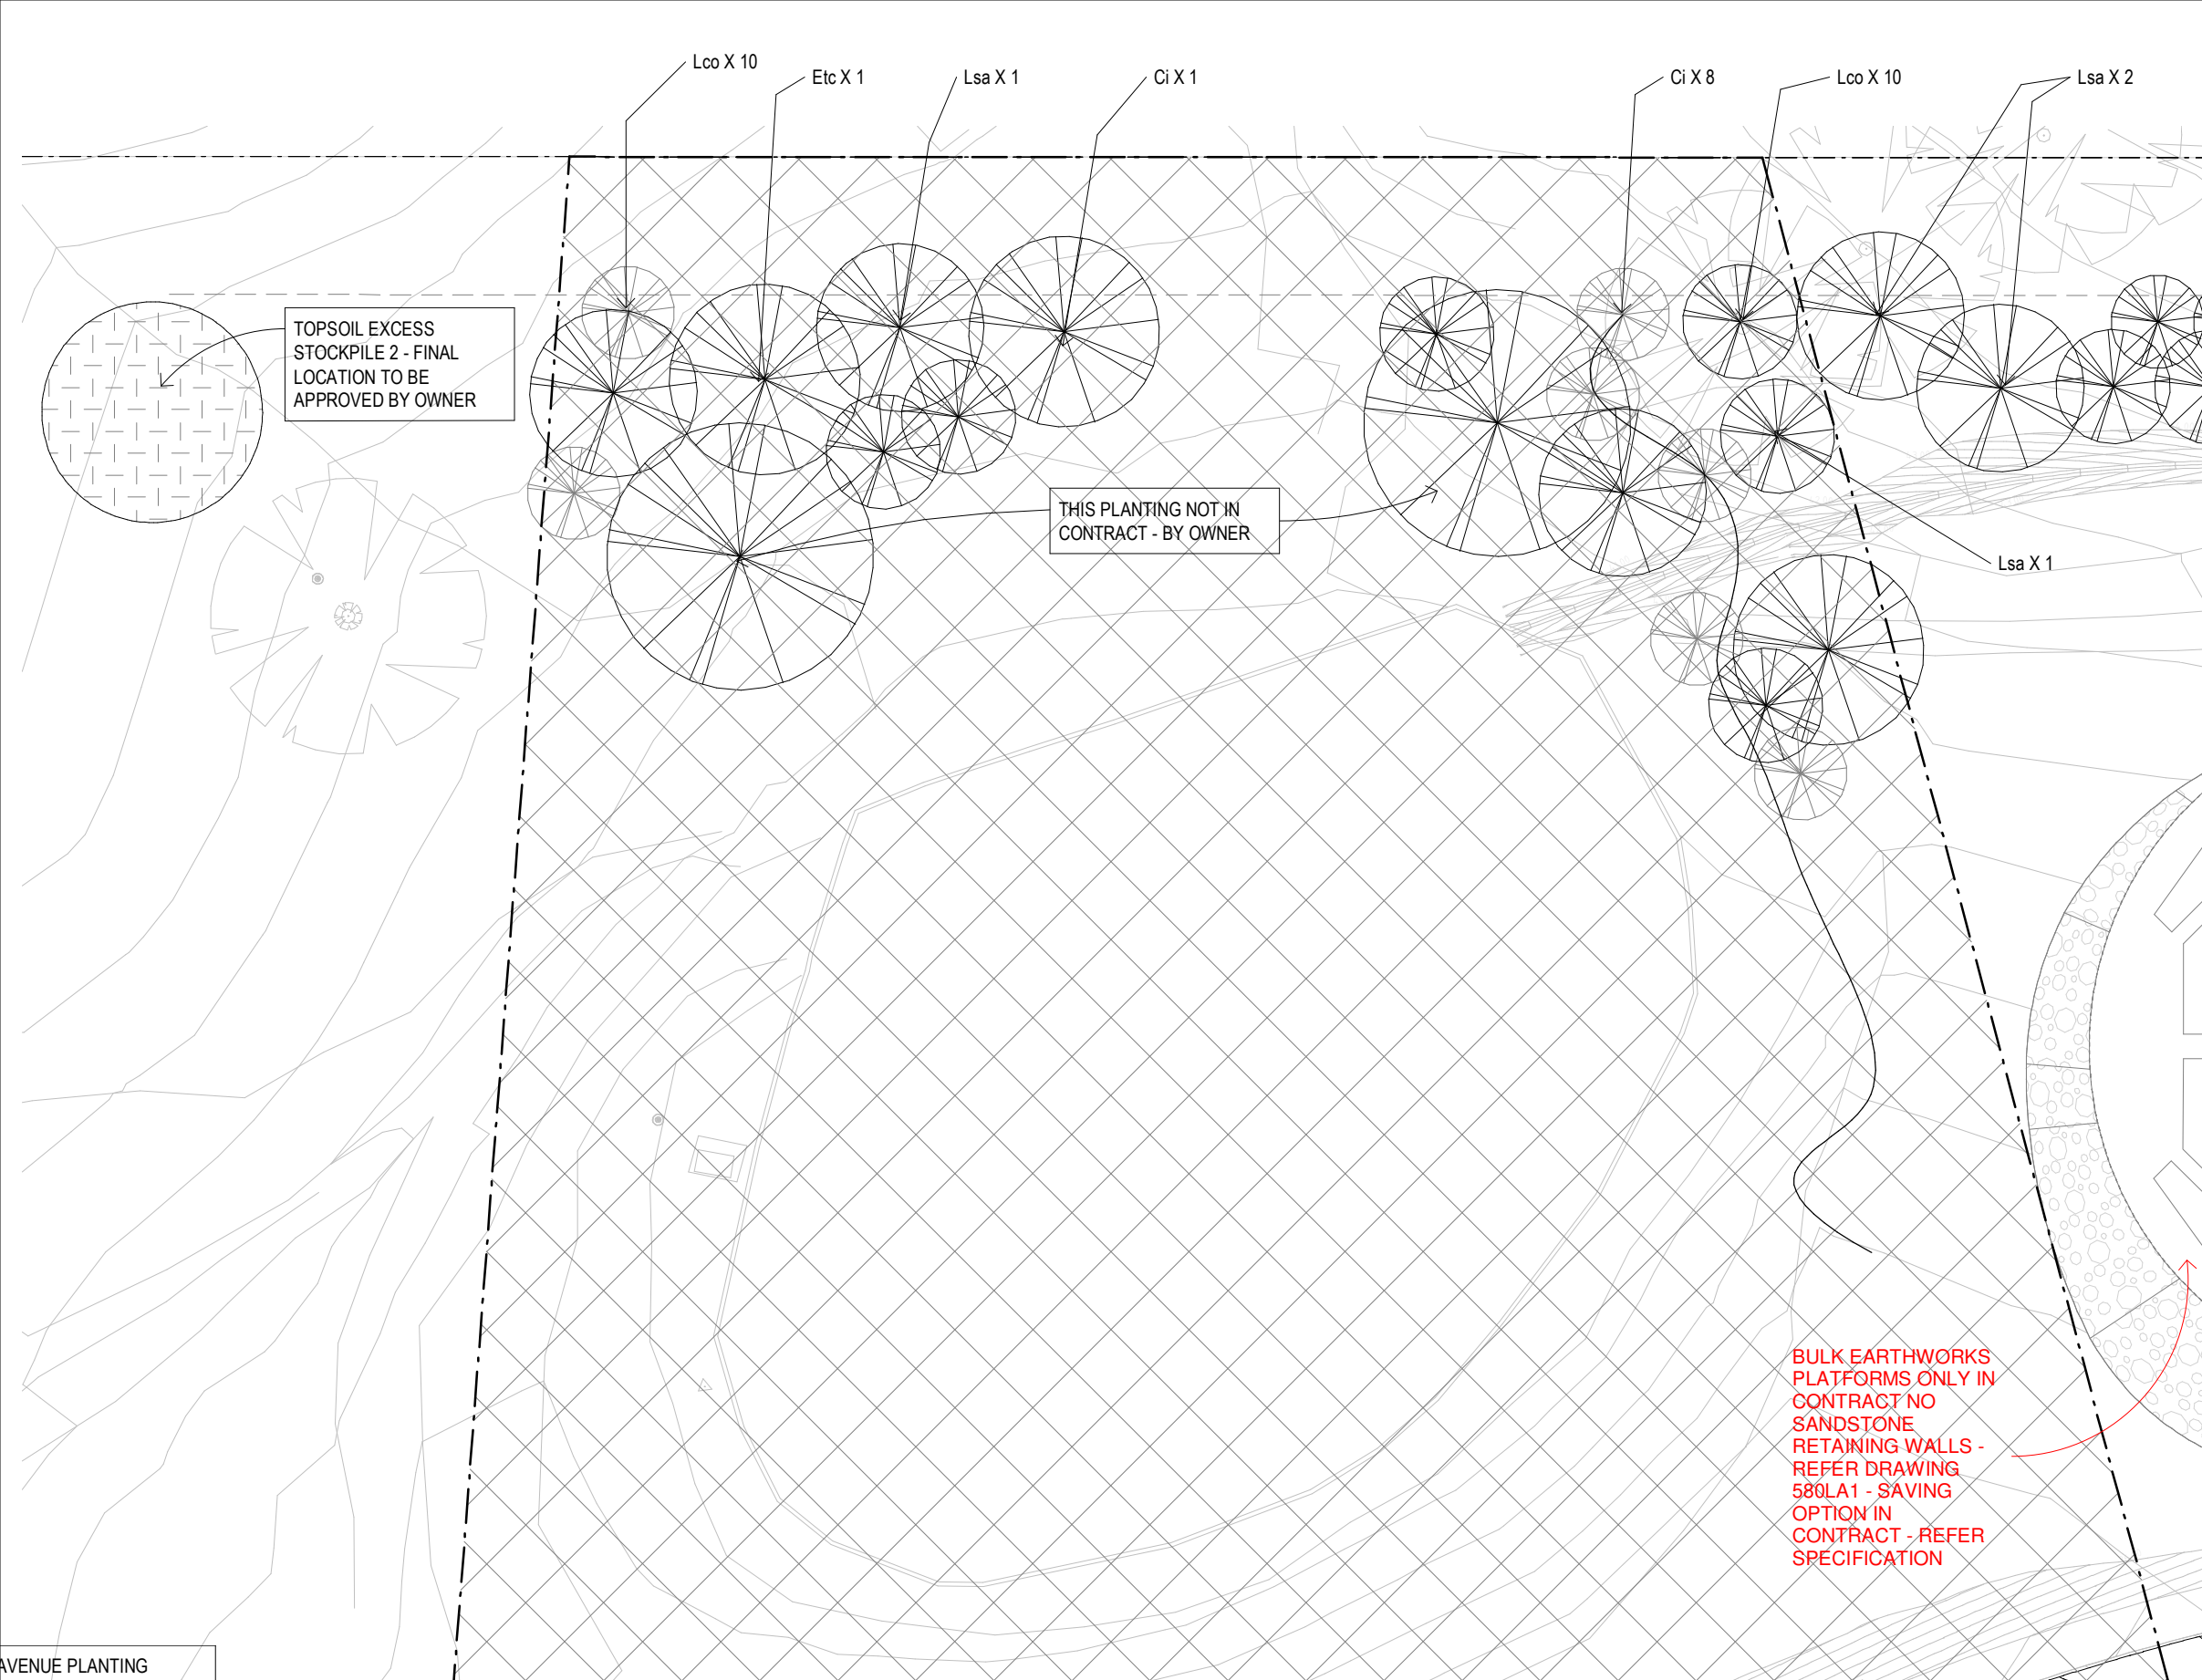 Lco X 10
Etc X 1
Lsa X 1
Ci X 1
Ci X 8
Lco X 10
Lsa X 2
TOPSOIL EXCESS
STOCKPILE 2 - FINAL
LOCATION TO BE
APPROVED BY OWNER
THIS PLANTING NOT IN
CONTRACT - BY OWNER
Lsa X 1
BULK EARTHWORKS
PLATFORMS ONLY IN
CONTRACT NO
SANDSTONE
RETAINING WALLS -
REFER DRAWING
580LA1 - SAVING
OPTION IN
CONTRACT - REFER
SPECIFICATION
AVENUE PLANTING